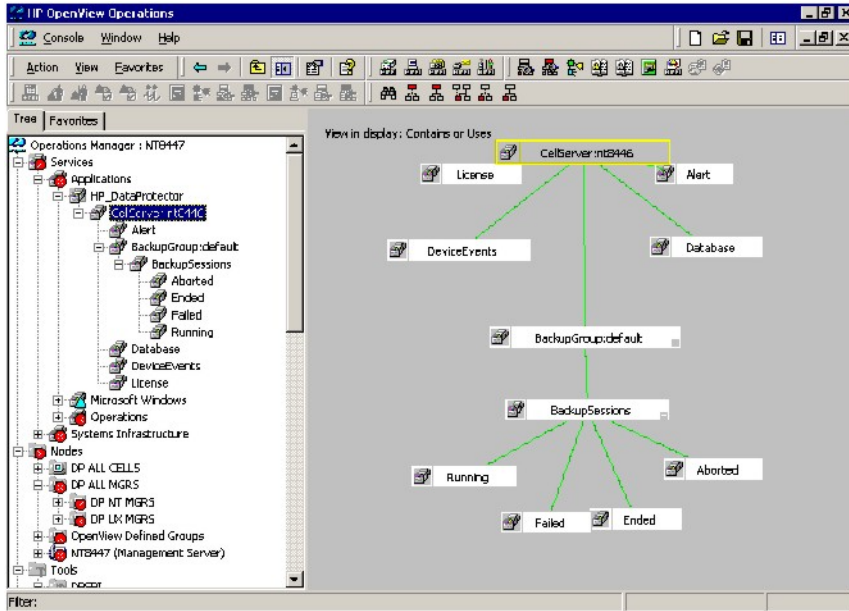 HP OpenView Operations
Console Window Help
Action View Favorites
Tree Favorites
Operations Manager : NT8447
Services
Applications
HP_DataProtector
CellServer:nt8446
Alert
BackupGroup:default
BackupSessions
Aborted
Ended
Failed
Running
Database
DeviceEvents
License
Microsoft Windows
Operations
Systems Infrastructure
Nodes
DP ALL CELLS
DP ALL MGRS
DP NT MGRS
DP UX MGRS
OpenView Defined Groups
NT8447 (Management Server)
Tools
View in display: Contains or Uses
CellServer:nt8446
License
Alert
DeviceEvents
Database
BackupGroup:default
BackupSessions
Running
Aborted
Failed
Ended
Filter: